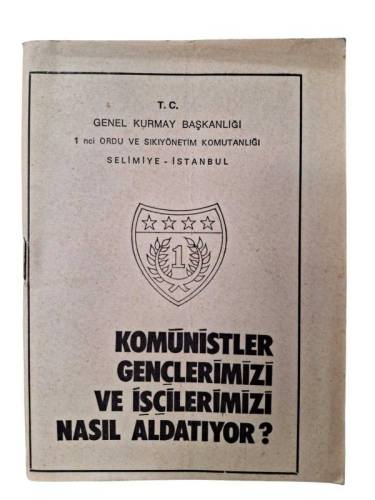 T. C.
GENEL KURMAY BAŞKANLIĞI
1 nci ORDU VE SIKIYÖNETİM KOMUTANLIĞI
SELİMİYE - İSTANBUL
1
KOMÜNİSTLER
GENÇLERİMİZİ
VE İŞÇİLERİMİZİ
NASIL ALDATIYOR?